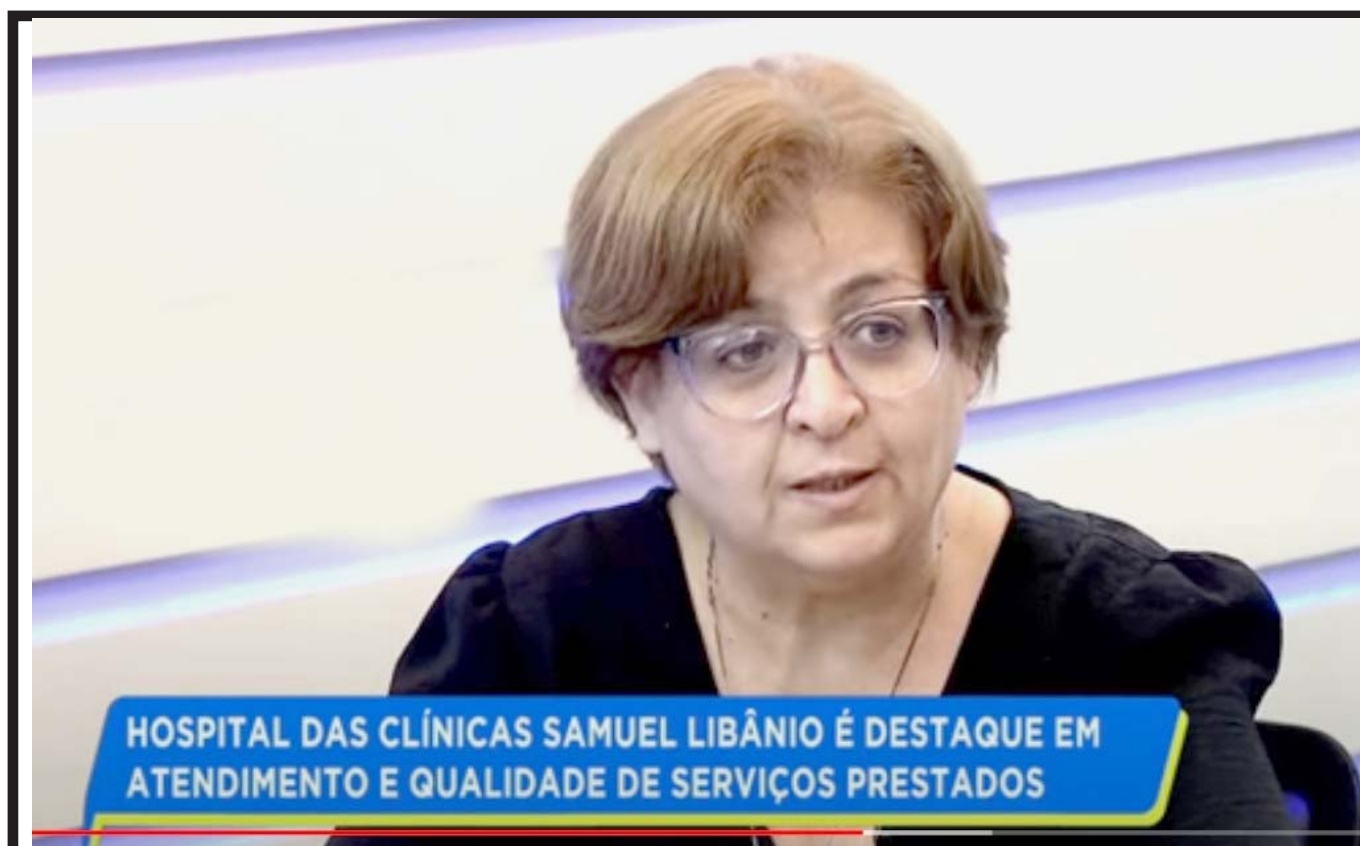 HOSPITAL DAS CLÍNICAS SAMUEL LIBÂNIO É DESTAQUE EM
ATENDIMENTO E QUALIDADE DE SERVIÇOS PRESTADOS